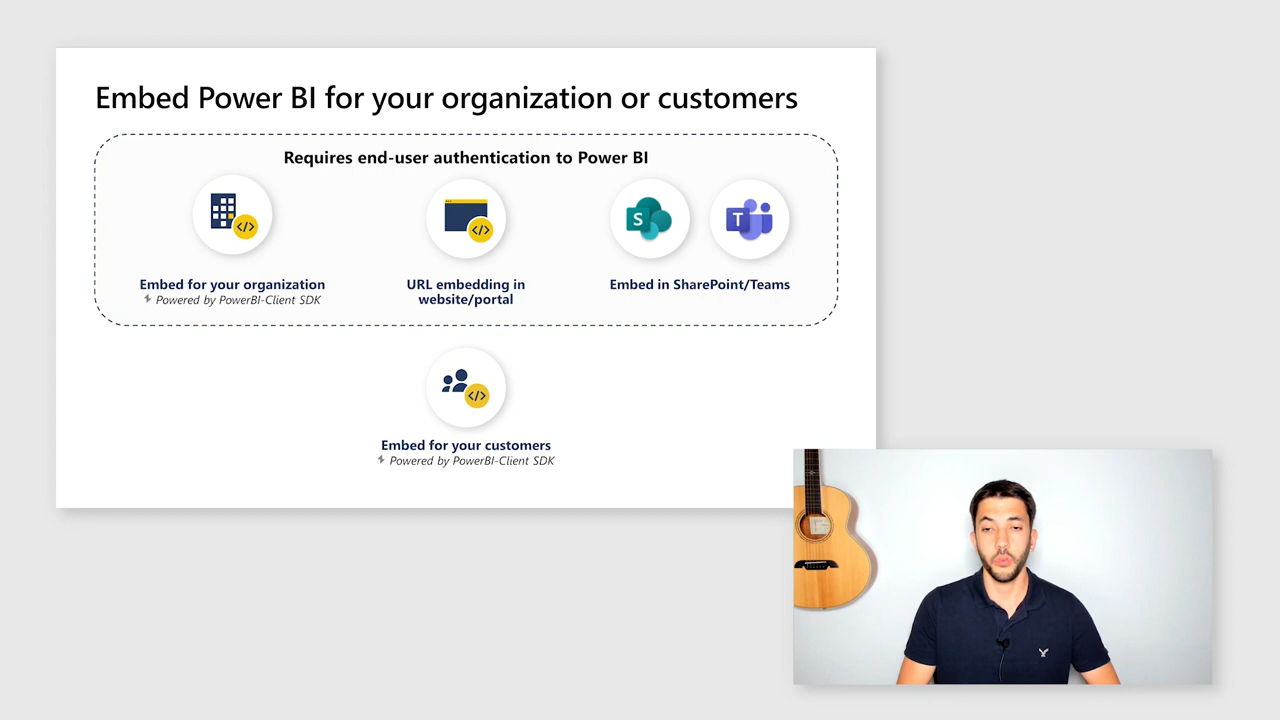 Embed Power BI for your organization or customers
Requires end-user authentication to Power BI
</>
</>
S
T
Embed for your organization
Powered by PowerBI-Client SDK
URL embedding in
website/portal
Embed in SharePoint/Teams
</>
Embed for your customers
Powered by PowerBI-Client SDK